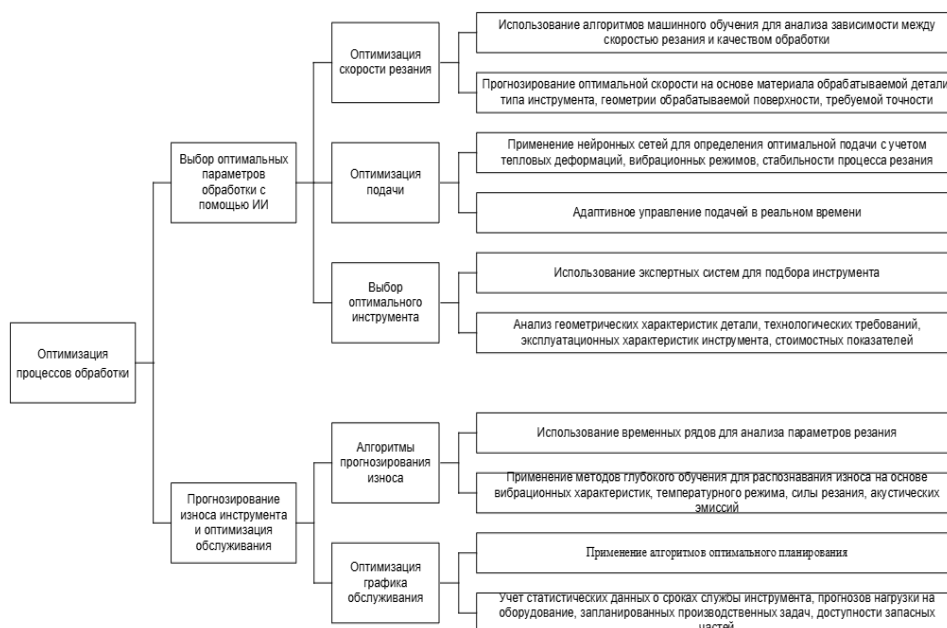 Оптимизация
процессов обработки
Выбор оптимальных
параметров
обработки с
помощью ИИ
Оптимизация
скорости резания
Использование алгоритмов машинного обучения для анализа зависимости между
скоростью резания и качеством обработки
Прогнозирование оптимальной скорости на основе материала обрабатываемой детали
типа инструмента, геометрии обрабатываемой поверхности, требуемой точности
Оптимизация
подачи
Применение нейронных сетей для определения оптимальной подачи с учетом
тепловых деформаций, вибрационных режимов, стабильности процесса резания
Адаптивное управление подачей в реальном времени
Выбор
оптимального
инструмента
Использование экспертных систем для подбора инструмента
Анализ геометрических характеристик детали, технологических требований,
эксплуатационных характеристик инструмента, стоимостных показателей
Прогнозирование
износа инструмента
и оптимизация
обслуживания
Алгоритмы
прогнозирования
износа
Использование временных рядов для анализа параметров резания
Применение методов глубокого обучения для распознавания износа на основе
вибрационных характеристик, температурного режима, силы резания, акустических
эмиссий
Оптимизация
графика
обслуживания
Применение алгоритмов оптимального планирования
Учет статистических данных о сроках службы инструмента, прогнозов нагрузки на
оборудование, запланированных производственных задач, доступности запасных
частей